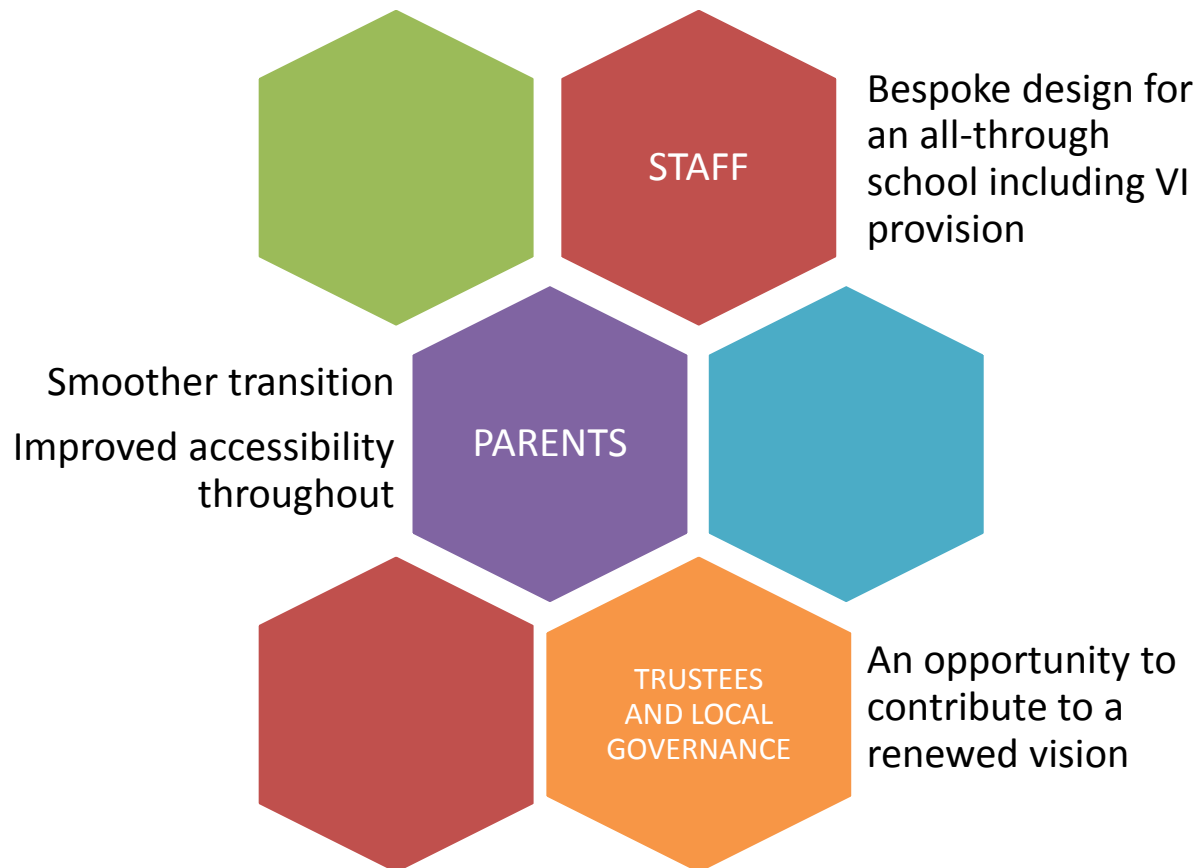 STAFF
Bespoke design for
an all-through
school including VI
provision
Smoother transition
Improved accessibility
throughout
PARENTS
TRUSTEES
AND LOCAL
GOVERNANCE
An opportunity to
contribute to a
renewed vision